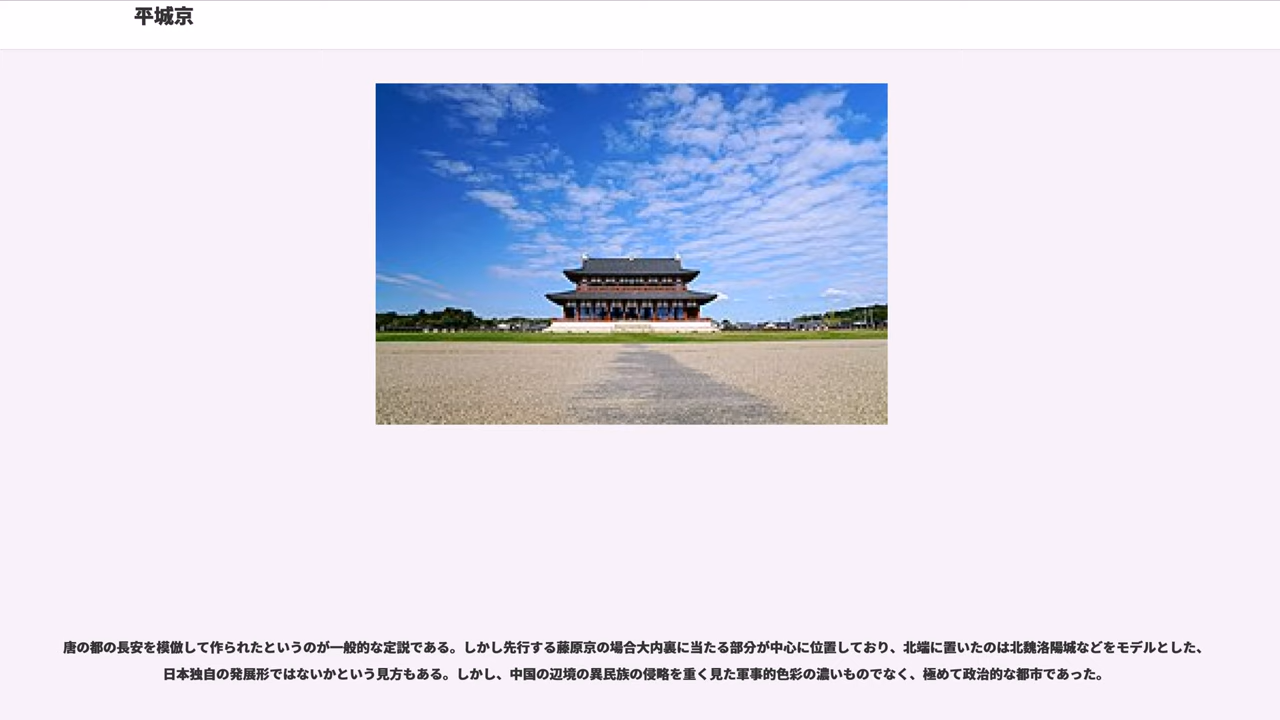 平城京
唐の都の長安を模倣して作られたというのが一般的な定説である。しかし先行する藤原京の場合大内裏に当たる部分が中心に位置しており、北端に置いたのは北魏洛陽城などをモデルとした、
日本独自の発展形ではないかという見方もある。しかし、中国の辺境の異民族の侵略を重く見た軍事的色彩の濃いものでなく、極めて政治的な都市であった。